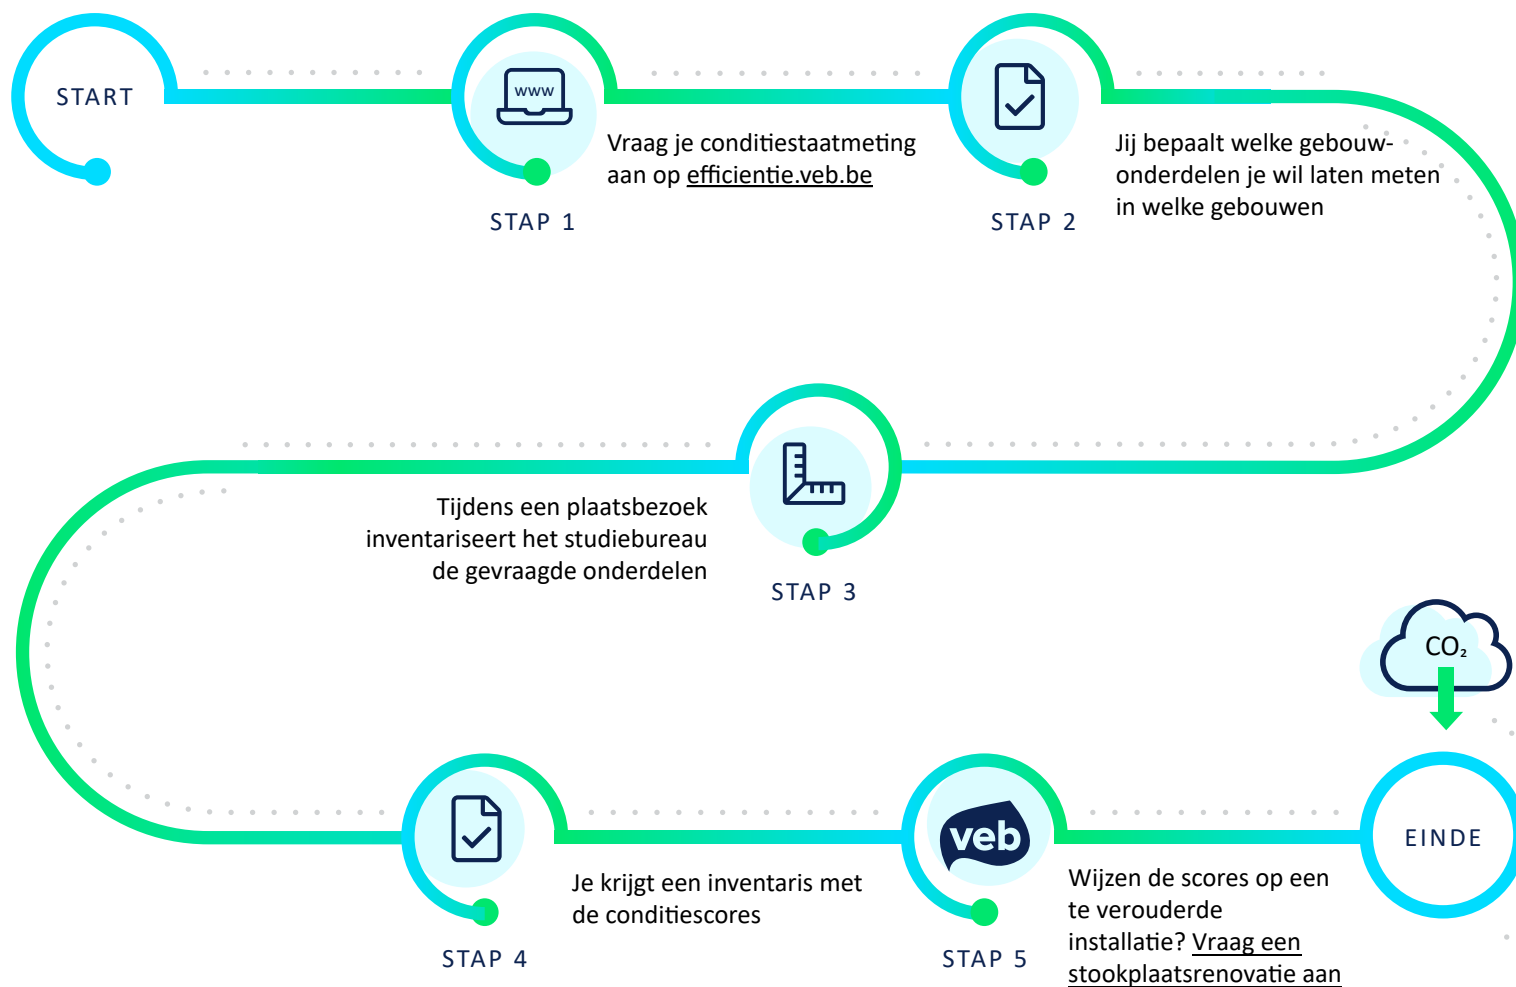 START
www
Vraag je conditiestaatmeting
aan op efficientie.veb.be
STAP 1
Jij bepaalt welke gebouw-
onderdelen je wil laten meten
in welke gebouwen
STAP 2
Tijdens een plaatsbezoek
inventariseert het studiebureau
de gevraagde onderdelen
STAP 3
Je krijgt een inventaris met
de conditiescores
STAP 4
veb
Wijzen de scores op een
te verouderde
installatie? Vraag een
stookplaatsrenovatie aan
STAP 5
CO₂
EINDE